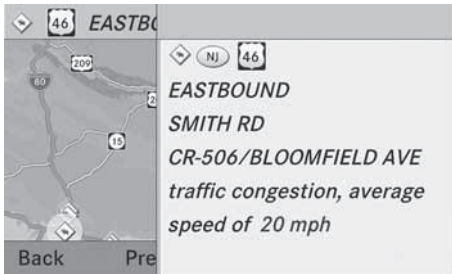 46 EASTBO
209
80
15
Back Pre
NJ 46
EASTBOUND
SMITH RD
CR-506/BLOOMFIELD AVE
traffic congestion, average
speed of 20 mph